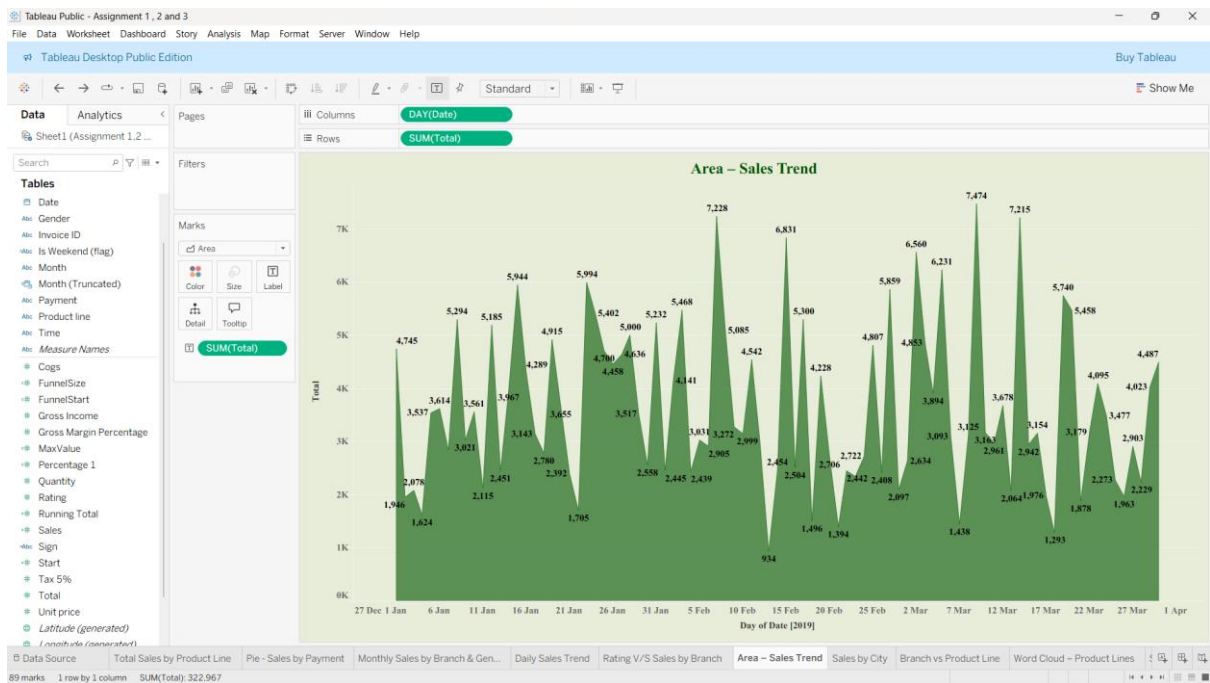 Tableau Public - Assignment 1 , 2 and 3
File Data Worksheet Dashboard Story Analysis Map Format Server Window Help
Tableau Desktop Public Edition
Buy Tableau
Standard
Show Me
Data
Analytics
Sheet1 (Assignment 1,2 ...
Search
Tables
Date
Abc Gender
Abc Invoice ID
Abc Is Weekend (flag)
Abc Month
Month (Truncated)
Abc Payment
Abc Product line
Abc Time
Abc Measure Names
# Cogs
# FunnelSize
# FunnelStart
# Gross Income
# Gross Margin Percentage
# MaxValue
# Percentage 1
# Quantity
# Rating
# Running Total
# Sales
Abc Sign
# Start
# Tax 5%
# Total
# Unit price
Latitude (generated)
Longitude (generated)
Pages
Filters
Marks
Area
Color
Size
Label
Detail
Tooltip
SUM(Total)
Columns
DAY(Date)
Rows
SUM(Total)
Area – Sales Trend
7K
6K
5K
4K
3K
2K
1K
0K
Total
4,745
1,946
2,078
1,624
3,537
3,614
5,294
3,021
3,561
2,115
5,185
2,451
3,967
5,944
3,143
4,289
2,780
4,915
2,392
3,655
1,705
5,994
5,402
4,700
4,458
5,000
4,636
3,517
2,558
5,232
2,445
5,468
4,141
2,439
3,031
2,905
7,228
3,272
5,085
2,999
4,542
934
2,454
6,831
2,504
5,300
1,496
4,228
2,706
1,394
2,722
2,442
4,807
2,408
5,859
2,097
4,853
2,634
6,560
3,894
6,231
3,093
1,438
3,125
7,474
3,163
2,961
3,678
2,064
7,215
2,942
1,976
3,154
1,293
5,740
3,179
5,458
1,878
4,095
2,273
3,477
1,963
2,903
2,229
4,023
4,487
27 Dec 1 Jan 6 Jan 11 Jan 16 Jan 21 Jan 26 Jan 31 Jan 5 Feb 10 Feb 15 Feb 20 Feb 25 Feb 2 Mar 7 Mar 12 Mar 17 Mar 22 Mar 27 Mar 1 Apr
Day of Date [2019]
Data Source Total Sales by Product Line Pie - Sales by Payment Monthly Sales by Branch & Gen... Daily Sales Trend Rating V/S Sales by Branch Area – Sales Trend Sales by City Branch vs Product Line Word Cloud – Product Lines
89 marks 1 row by 1 column SUM(Total): 322,967